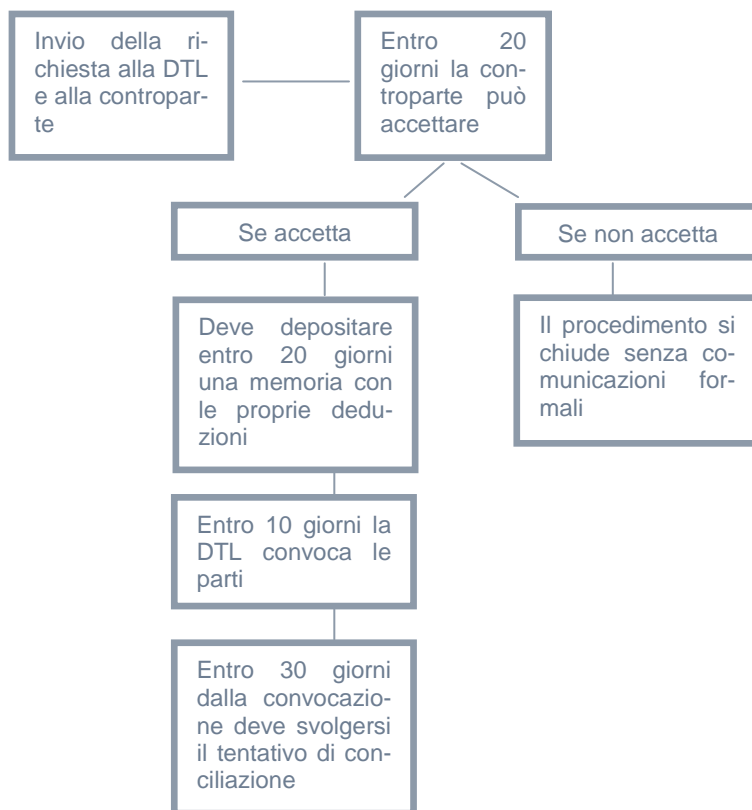 Invio della ri-
chiesta alla DTL
e alla contropar-
te
Entro 20
giorni la con-
troparte può
accettare
Se accetta
Se non accetta
Deve depositare
entro 20 giorni
una memoria con
le proprie dedu-
zioni
Il procedimento si
chiude senza co-
municazioni for-
mali
Entro 10 giorni la
DTL convoca le
parti
Entro 30 giorni
dalla convocazio-
ne deve svolgersi
il tentativo di con-
ciliazione